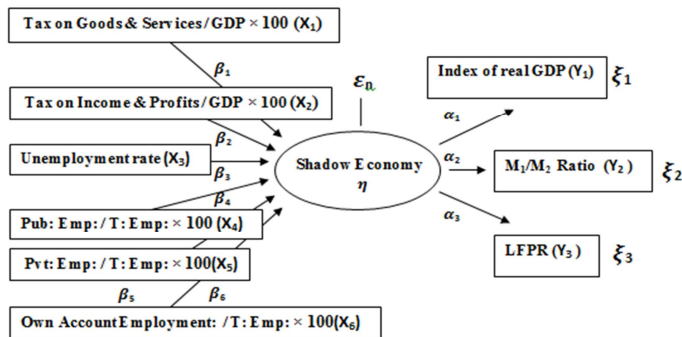 Tax on Goods & Services/GDP × 100 (X₁)
β₁
εₙ
Index of real GDP (Y₁)
ξ₁
Tax on Income & Profits/GDP × 100(X₂)
α₁
β₂
Unemployment rate (X₃)
β₃
Shadow Economy
η
α₂
M₁/M₂ Ratio (Y₂)
ξ₂
β₄
Pub: Emp: / T: Emp: × 100 (X₄)
α₃
LFPR (Y₃)
ξ₃
Pvt: Emp: / T: Emp: × 100(X₅)
β₅
β₆
Own Account Employment: /T: Emp: × 100(X₆)